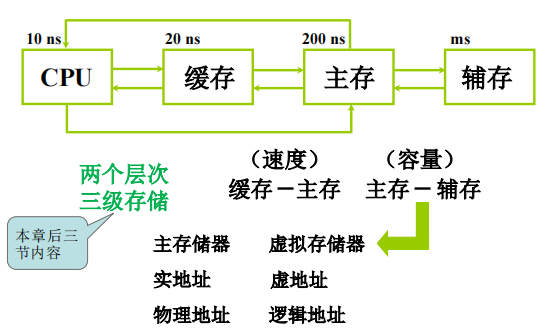 10 ns 20 ns 200 ns ms
CPU 缓存 主存 辅存
（速度） （容量）
两个层次 缓存－主存 主存－辅存
三级存储
本章后三
节内容
主存储器 虚拟存储器
实地址 虚地址
物理地址 逻辑地址